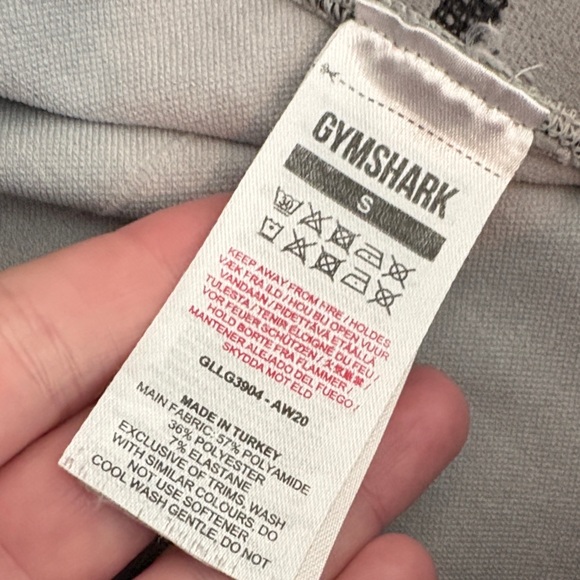 GYMSHARK
S
30
KEEP AWAY FROM FIRE / HOLDES
VÆK FRA ILD / HOU BIJ OPEN VUUR
VANDAAN / PIDETTÄVÄ ETÄÄLLÄ
TULESTA / TENIR ÉLOIGNÉ DU FEU /
VOR FEUER SCHÜTZEN / 火気厳禁
HOLD BORTE FRA FLAMMER /
MANTENER ALEJADO DEL FUEGO /
SKYDDA MOT ELD
GLLG3904 - AW20
MADE IN TURKEY
MAIN FABRIC: 57% POLYAMIDE
36% POLYESTER
7% ELASTANE
EXCLUSIVE OF TRIMS. WASH
WITH SIMILAR COLOURS. DO
NOT USE SOFTENER
COOL WASH GENTLE, DO NOT